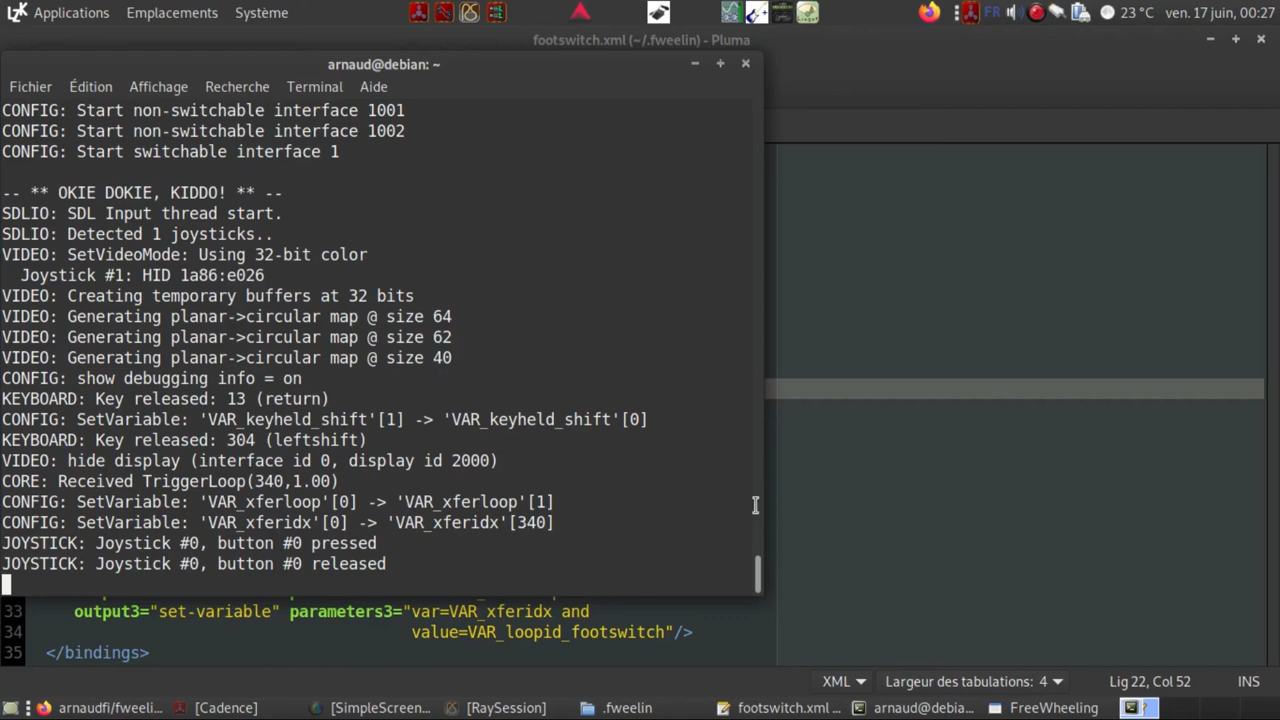 Applications Emplacements Système FR 23 °C ven. 17 juin, 00:27
footswitch.xml (~/.fweelin) - Pluma
arnaud@debian: ~
Fichier Édition Affichage Recherche Terminal Aide
CONFIG: Start non-switchable interface 1001
CONFIG: Start non-switchable interface 1002
CONFIG: Start switchable interface 1
-- ** OKIE DOKIE, KIDDO! ** --
SDLIO: SDL Input thread start.
SDLIO: Detected 1 joysticks..
VIDEO: SetVideoMode: Using 32-bit color
Joystick #1: HID 1a86:e026
VIDEO: Creating temporary buffers at 32 bits
VIDEO: Generating planar->circular map @ size 64
VIDEO: Generating planar->circular map @ size 62
VIDEO: Generating planar->circular map @ size 40
CONFIG: show debugging info = on
KEYBOARD: Key released: 13 (return)
CONFIG: SetVariable: 'VAR_keyheld_shift'[1] -> 'VAR_keyheld_shift'[0]
KEYBOARD: Key released: 304 (leftshift)
VIDEO: hide display (interface id 0, display id 2000)
CORE: Received TriggerLoop(340,1.00)
CONFIG: SetVariable: 'VAR_xferloop'[0] -> 'VAR_xferloop'[1]
CONFIG: SetVariable: 'VAR_xferidx'[0] -> 'VAR_xferidx'[340]
JOYSTICK: Joystick #0, button #0 pressed
JOYSTICK: Joystick #0, button #0 released
33 output3="set-variable" parameters3="var=VAR_xferidx and
34 value=VAR_loopid_footswitch"/>
35 </bindings>
XML Largeur des tabulations: 4 Lig 22, Col 52 INS
arnaudfi/fweeli... [Cadence] [SimpleScreen... [RaySession] .fweelin footswitch.xml ... arnaud@debia... FreeWheeling